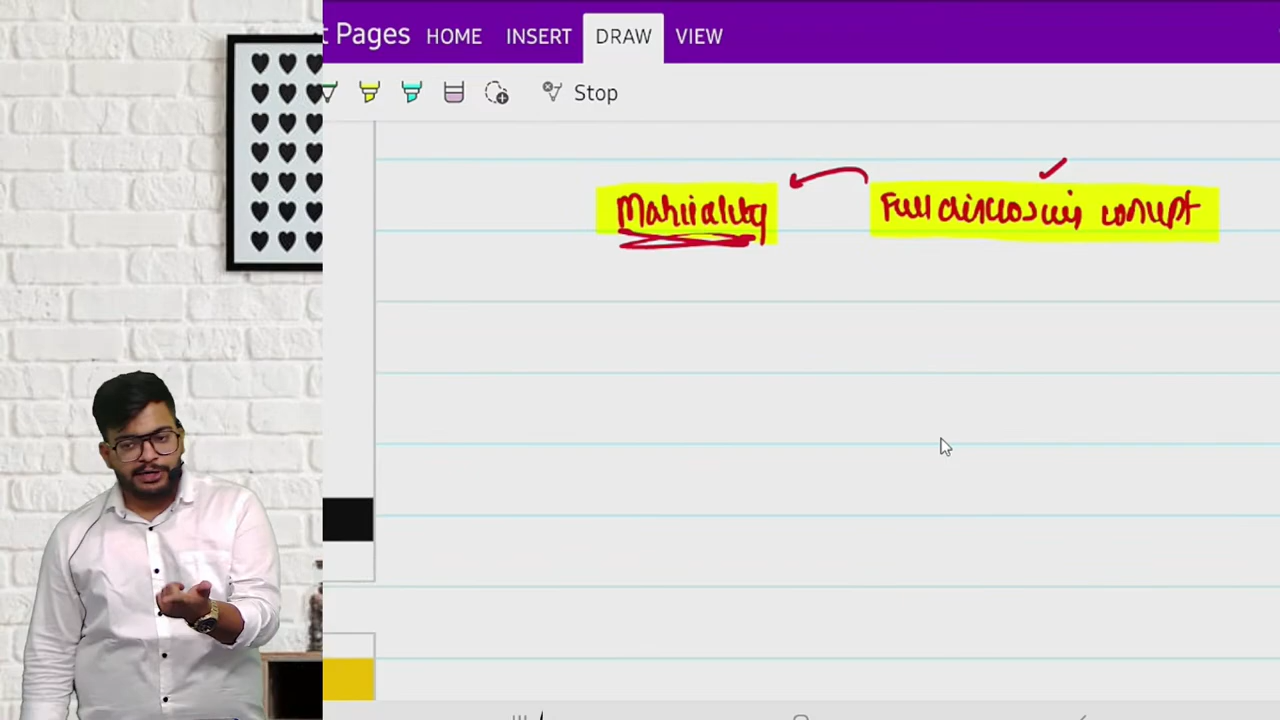 t Pages HOME INSERT DRAW VIEW
Stop
Materiality Full disclosure concept